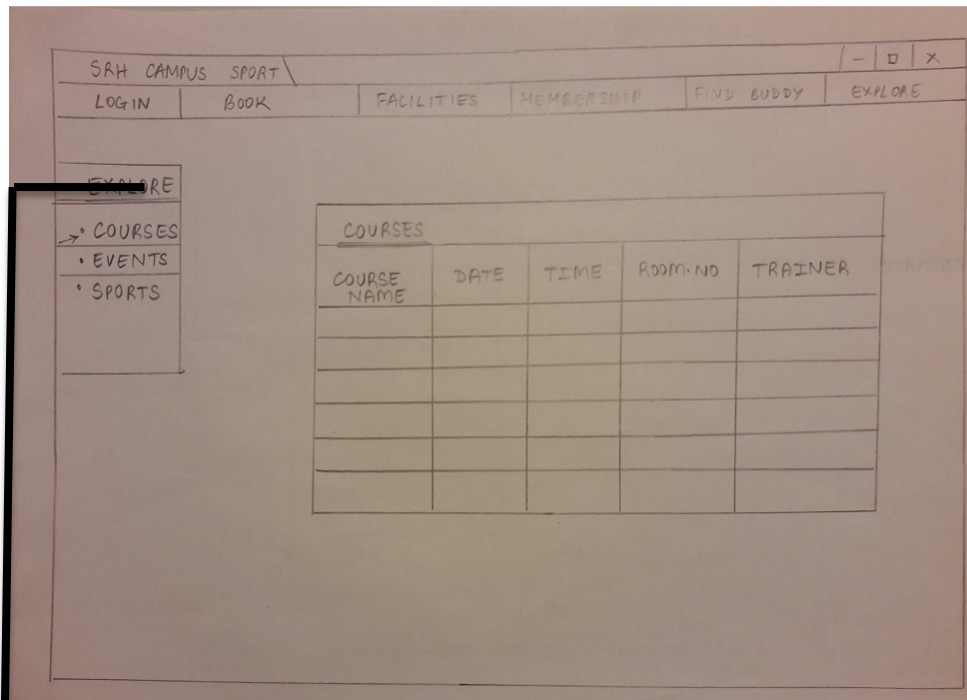 SRH CAMPUS SPORT
LOGIN BOOK FACILITIES MEMBERSHIP FIND BUDDY EXPLORE
EXPLORE
• COURSES
• EVENTS
• SPORTS
COURSES
COURSE NAME DATE TIME ROOM.NO TRAINER